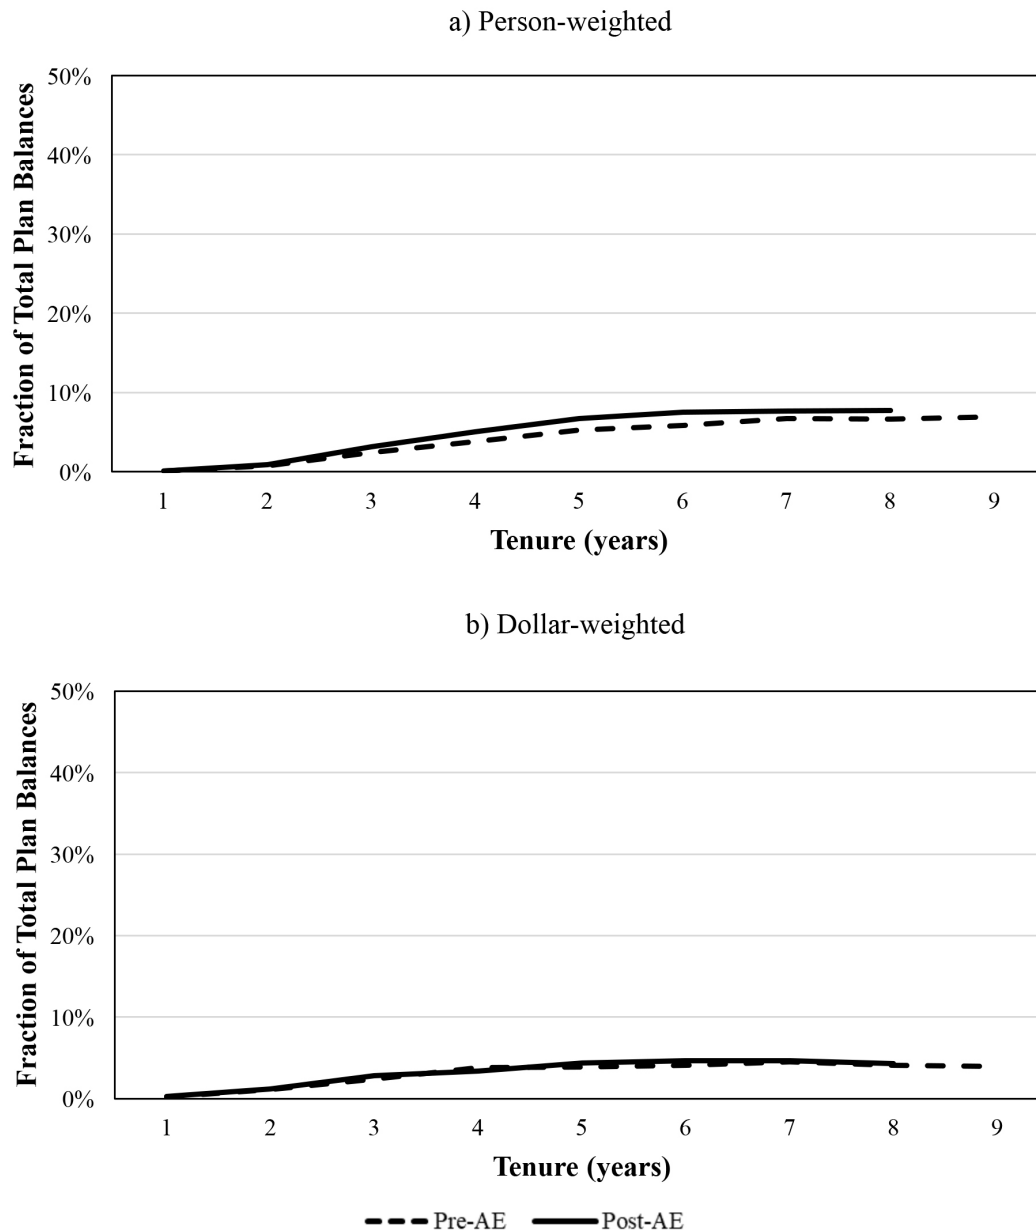 a) Person-weighted
Fraction of Total Plan Balances
50%
40%
30%
20%
10%
0%
1 2 3 4 5 6 7 8 9
Tenure (years)
b) Dollar-weighted
Fraction of Total Plan Balances
50%
40%
30%
20%
10%
0%
1 2 3 4 5 6 7 8 9
Tenure (years)
Pre-AE Post-AE